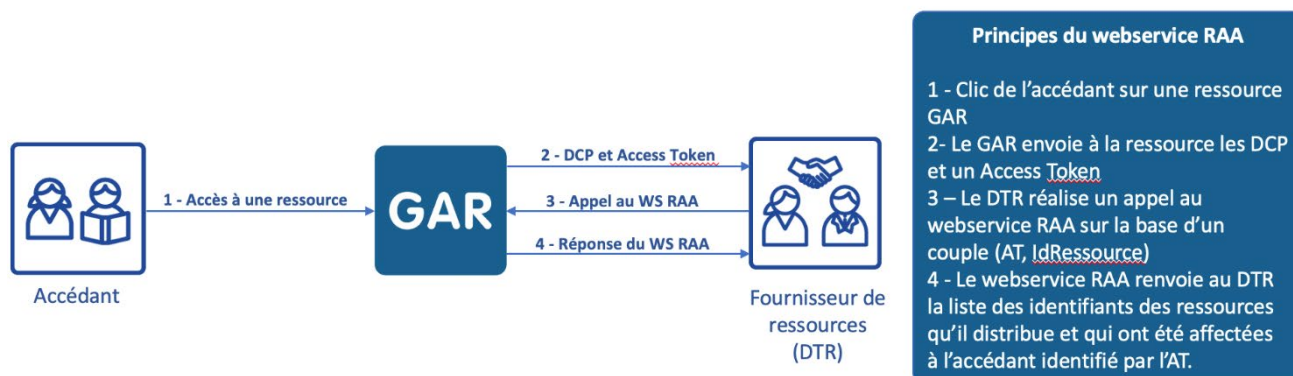 Accédant
1 - Accès à une ressource
GAR
2 - DCP et Access Token
3 - Appel au WS RAA
4 - Réponse du WS RAA
Fournisseur de
ressources
(DTR)
Principes du webservice RAA
1 - Clic de l’accédant sur une ressource
GAR
2- Le GAR envoie à la ressource les DCP
et un Access Token
3 – Le DTR réalise un appel au
webservice RAA sur la base d’un
couple (AT, IdRessource)
4 - Le webservice RAA renvoie au DTR
la liste des identifiants des ressources
qu’il distribue et qui ont été affectées
à l’accédant identifié par l’AT.